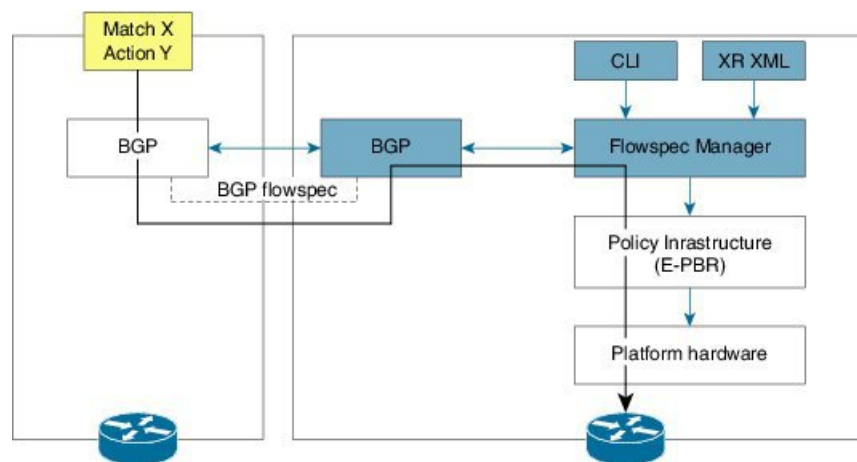 Match X
Action Y
CLI
XR XML
BGP
BGP
Flowspec Manager
BGP flowspec
Policy Inrastructure
(E-PBR)
Platform hardware